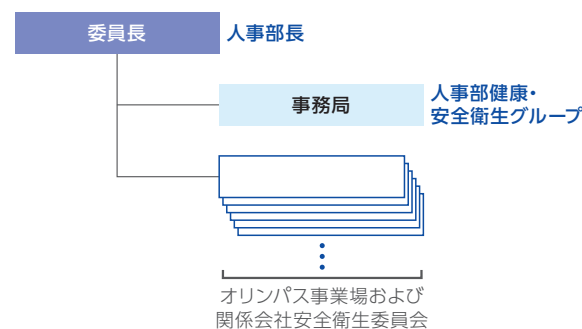 委員長
人事部長
事務局
人事部健康・
安全衛生グループ
オリンパス事業場および
関係会社安全衛生委員会